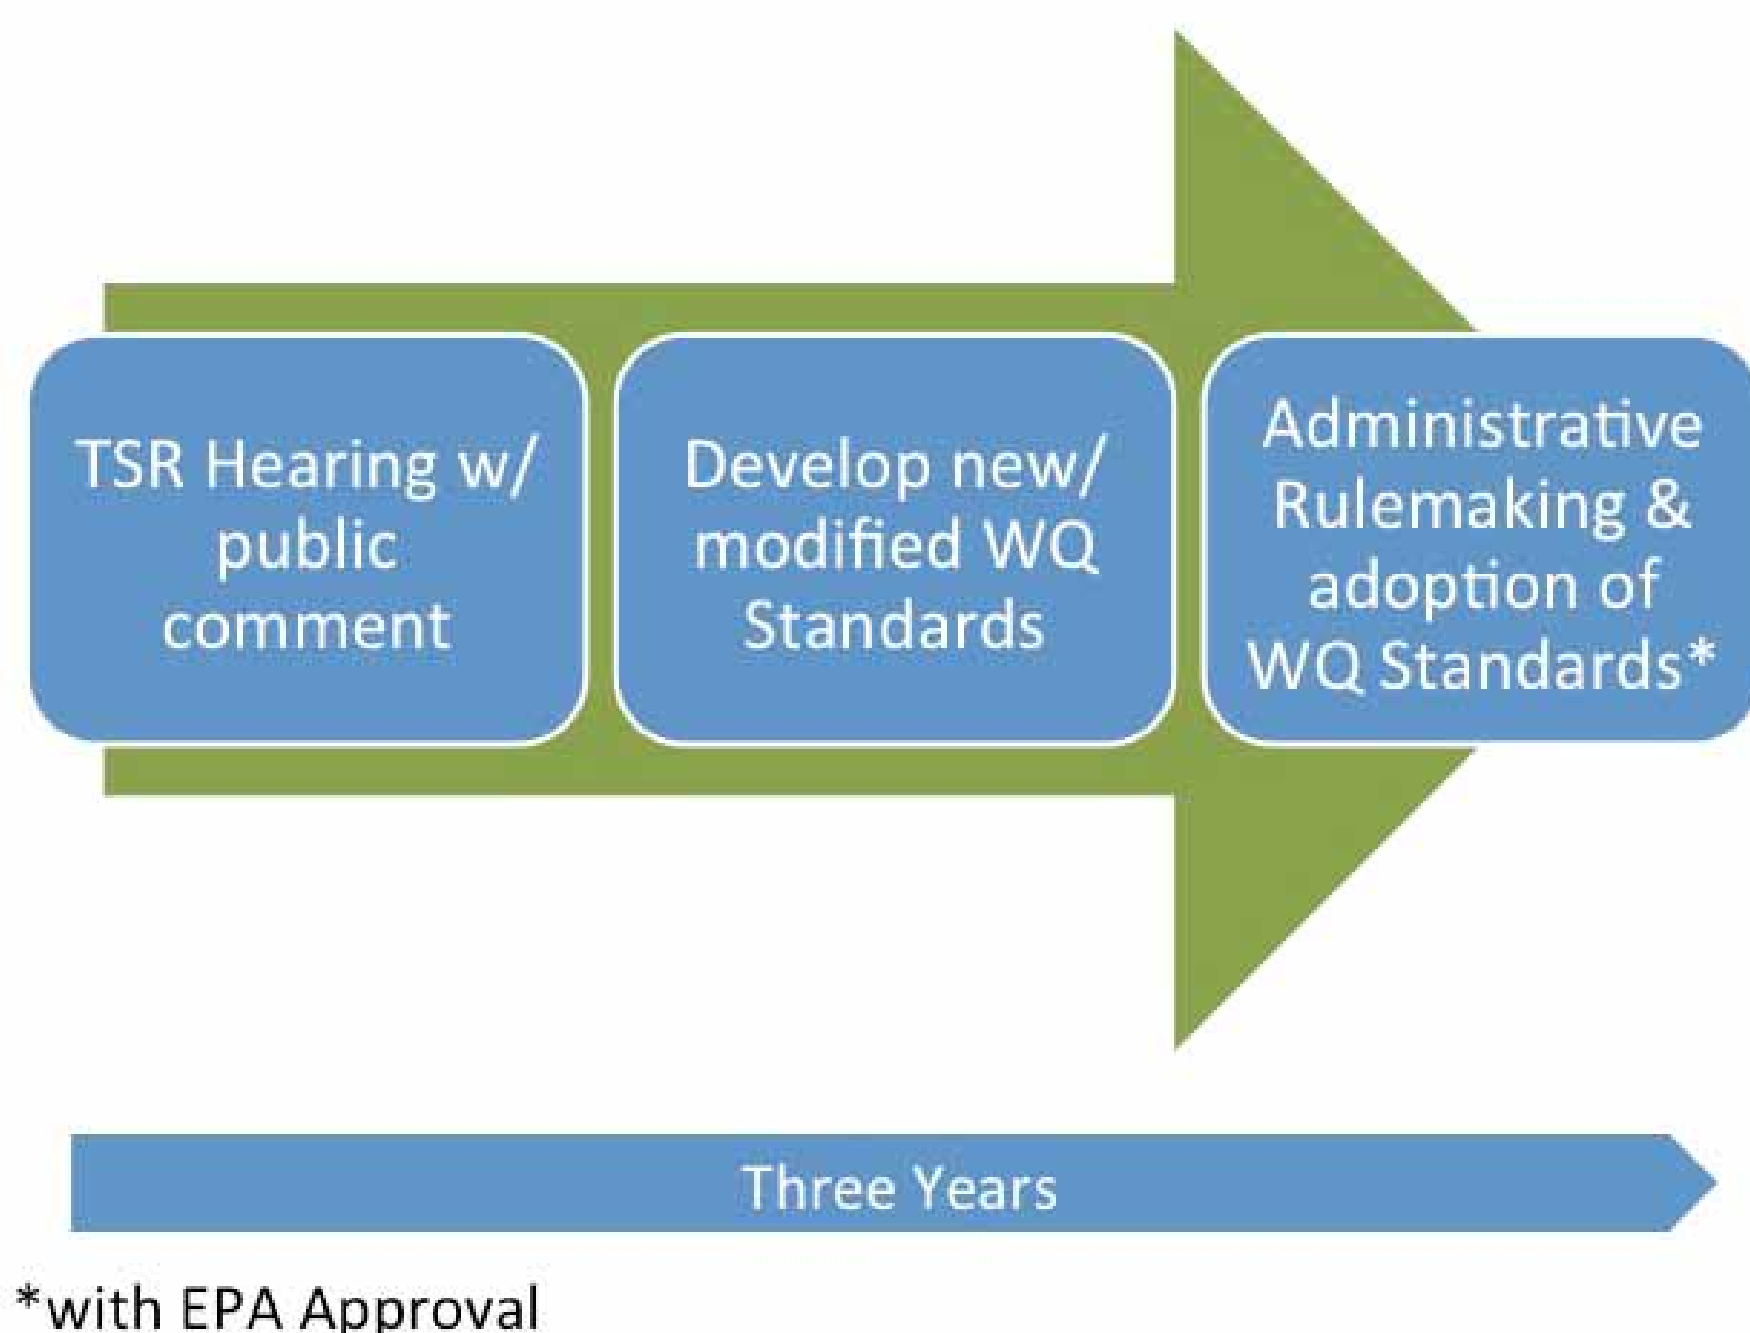 TSR Hearing w/
public
comment
Develop new/
modified WQ
Standards
Administrative
Rulemaking &
adoption of
WQ Standards*
Three Years
*with EPA Approval